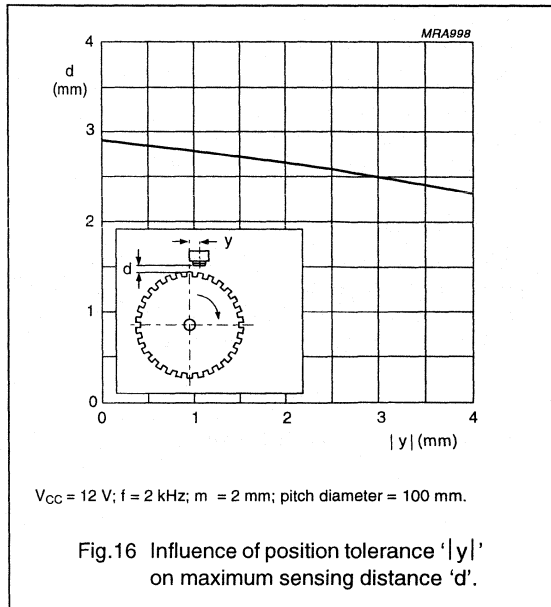 MRA998
4
d
(mm)
3
2
y
d
1
0
0
1
2
3
4
|y|(mm)
VCC = 12 V; f = 2 kHz; m = 2 mm; pitch diameter = 100 mm.
Fig.16 Influence of position tolerance ‘|y|’
on maximum sensing distance ‘d’.